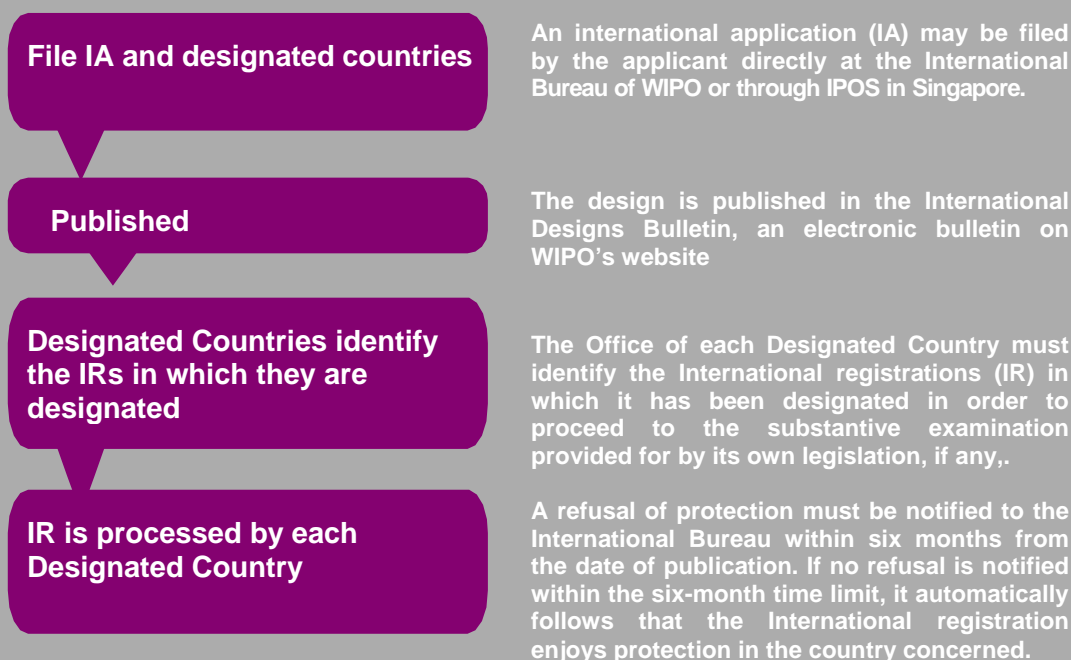 File IA and designated countries
An international application (IA) may be filed
by the applicant directly at the International
Bureau of WIPO or through IPOS in Singapore.
Published
The design is published in the International
Designs Bulletin, an electronic bulletin on
WIPO's website
Designated Countries identify
the IRs in which they are
designated
The Office of each Designated Country must
identify the International registrations (IR) in
which it has been designated in order to
proceed to the substantive examination
provided for by its own legislation, if any,.
IR is processed by each
Designated Country
A refusal of protection must be notified to the
International Bureau within six months from
the date of publication. If no refusal is notified
within the six-month time limit, it automatically
follows that the International registration
enjoys protection in the country concerned.